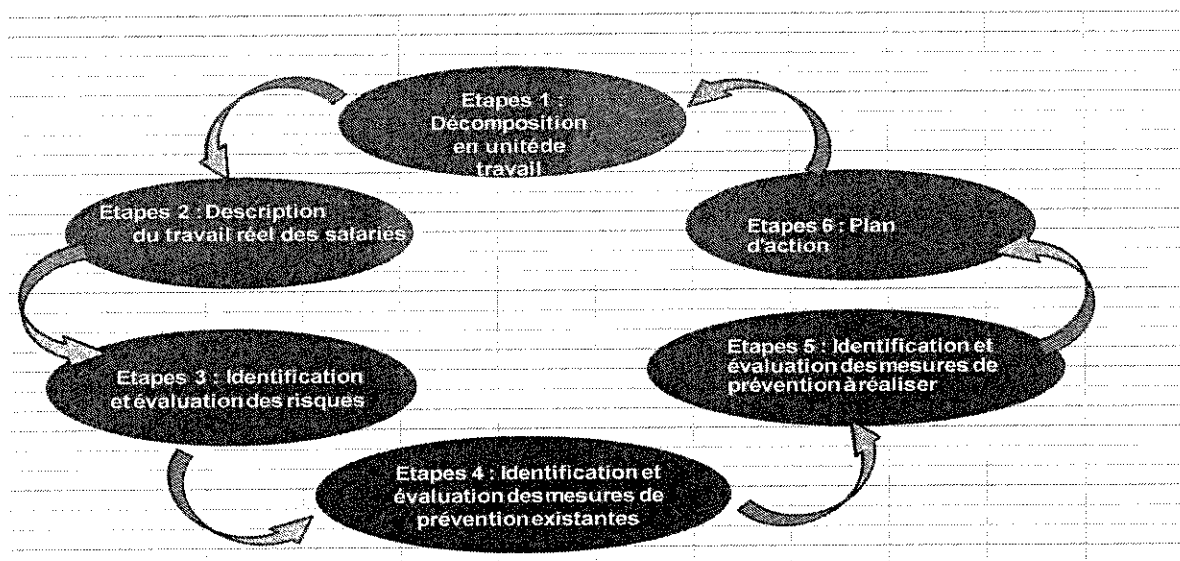 Etapes 1 :
Décomposition
en unitéde
travail
Etapes 2 : Description
du travail réel des salariés
Etapes 3 : Identification
et évaluation des risques
Etapes 4 : Identification et
évaluation des mesures de
prévention existantes
Etapes 5 : Identification et
évaluation des mesures de
prévention à réaliser
Etapes 6 : Plan
d'action